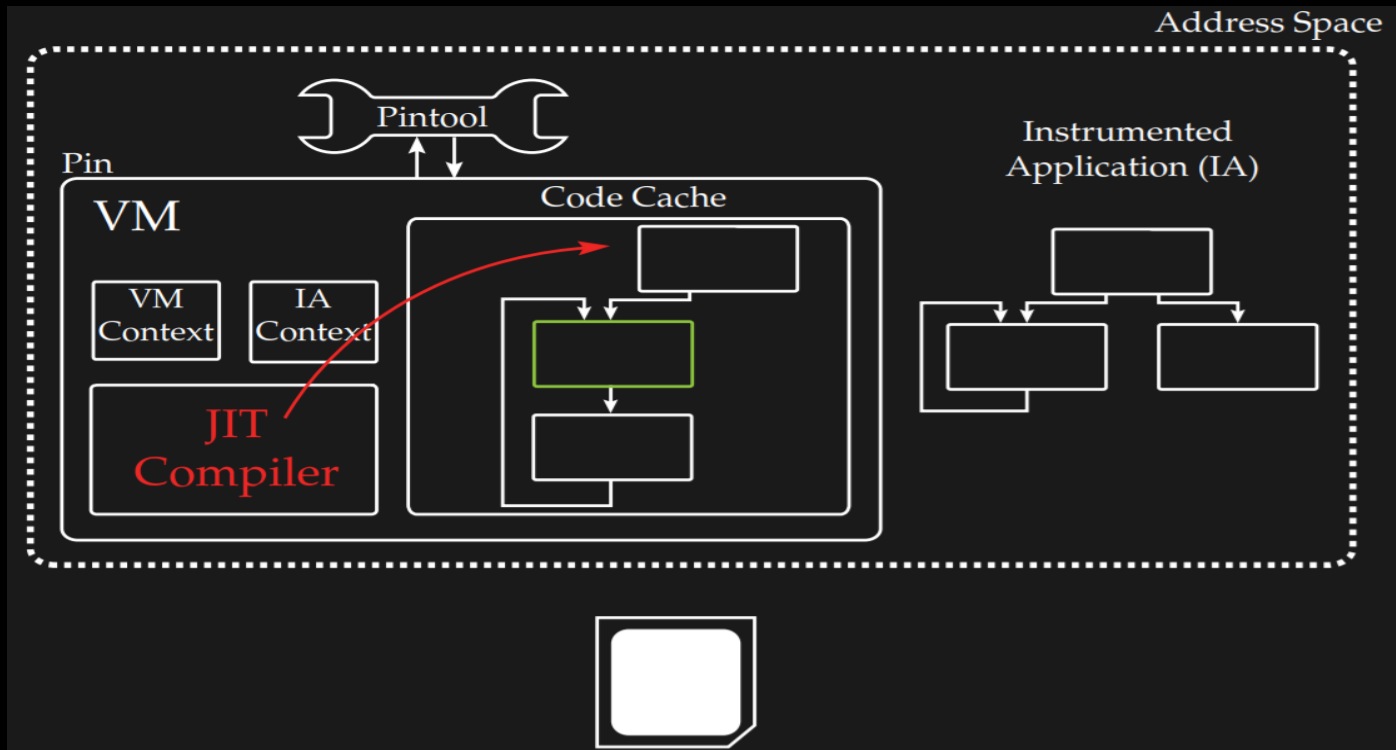 Address Space
Pintool
Instrumented
Application (IA)
Pin
VM
Code Cache
VM
Context
IA
Context
JIT
Compiler